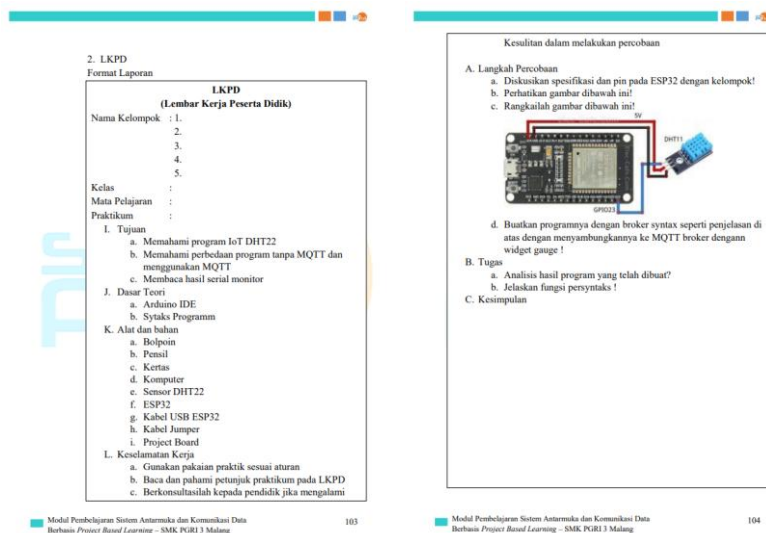 2. LKPD
Format Laporan
LKPD
(Lembar Kerja Peserta Didik)
Nama Kelompok : 1.
2.
3.
4.
5.
Kelas :
Mata Pelajaran :
Praktikum :
I. Tujuan
a. Memahami program IoT DHT22
b. Memahami perbedaan program tanpa MQTT dan
menggunakan MQTT
c. Membaca hasil serial monitor
J. Dasar Teori
a. Arduino IDE
b. Sytaks Programm
K. Alat dan bahan
a. Bolpoin
b. Pensil
c. Kertas
d. Komputer
e. Sensor DHT22
f. ESP32
g. Kabel USB ESP32
h. Kabel Jumper
i. Project Board
L. Keselamatan Kerja
a. Gunakan pakaian praktik sesuai aturan
b. Baca dan pahami petunjuk praktikum pada LKPD
c. Berkonsultasilah kepada pendidik jika mengalami
Modul Pembelajaran Sistem Antarmuka dan Komunikasi Data
Berbasis Project Based Learning – SMK PGRI 3 Malang
103
Kesulitan dalam melakukan percobaan
A. Langkah Percobaan
a. Diskusikan spesifikasi dan pin pada ESP32 dengan kelompok!
b. Perhatikan gambar dibawah ini!
c. Rangkailah gambar dibawah ini!
5V
DHT11
GPIO23
d. Buatkan programnya dengan broker syntax seperti penjelasan di
atas dengan menyambungkannya ke MQTT broker dengann
widget gauge !
B. Tugas
a. Analisis hasil program yang telah dibuat?
b. Jelaskan fungsi persyntaks !
C. Kesimpulan
Modul Pembelajaran Sistem Antarmuka dan Komunikasi Data
Berbasis Project Based Learning – SMK PGRI 3 Malang
104